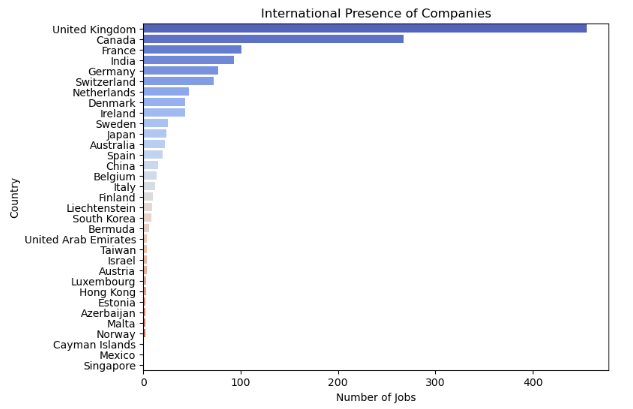 International Presence of Companies
United Kingdom
Canada
France
India
Germany
Switzerland
Netherlands
Denmark
Ireland
Sweden
Japan
Australia
Spain
China
Belgium
Italy
Finland
Liechtenstein
South Korea
Bermuda
United Arab Emirates
Taiwan
Israel
Austria
Luxembourg
Hong Kong
Estonia
Azerbaijan
Malta
Norway
Cayman Islands
Mexico
Singapore
Country
0 100 200 300 400
Number of Jobs